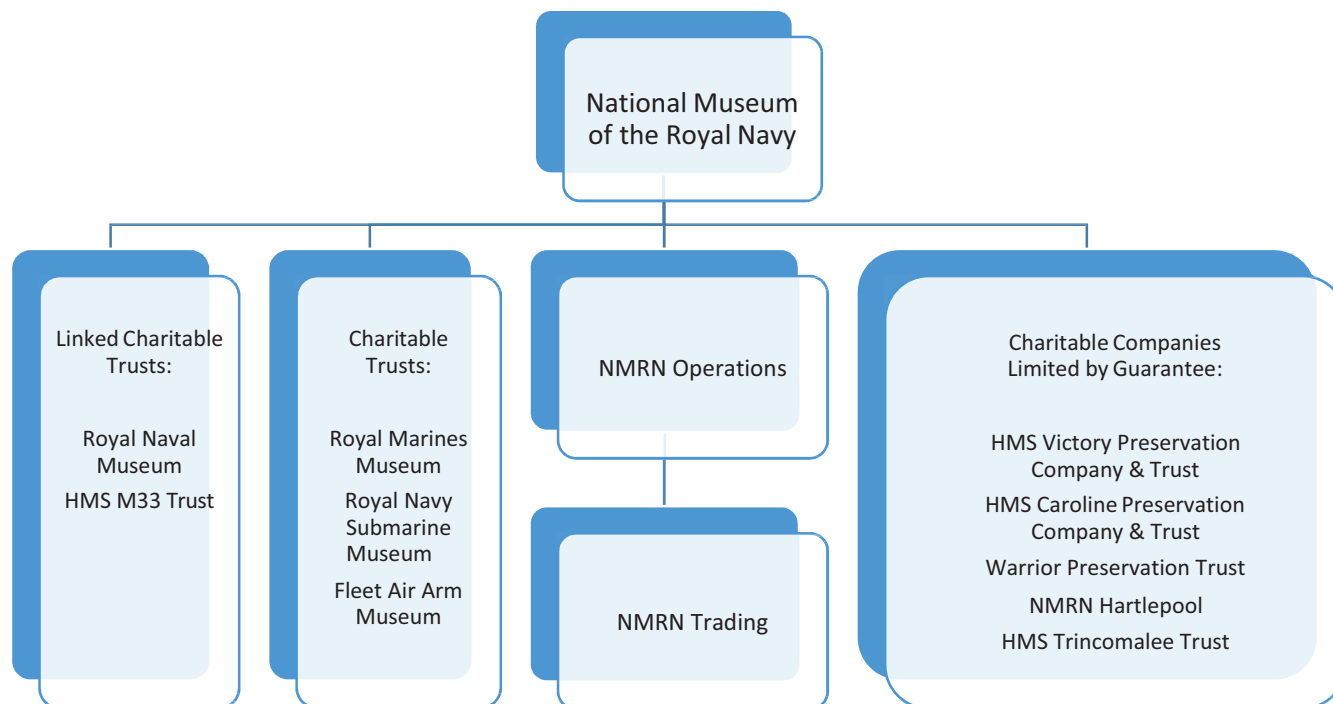 National Museum
of the Royal Navy
Linked Charitable
Trusts:
Royal Naval
Museum
HMS M33 Trust
Charitable
Trusts:
Royal Marines
Museum
Royal Navy
Submarine
Museum
Fleet Air Arm
Museum
NMRN Operations
NMRN Trading
Charitable Companies
Limited by Guarantee:
HMS Victory Preservation
Company & Trust
HMS Caroline Preservation
Company & Trust
Warrior Preservation Trust
NMRN Hartlepool
HMS Trincomalee Trust